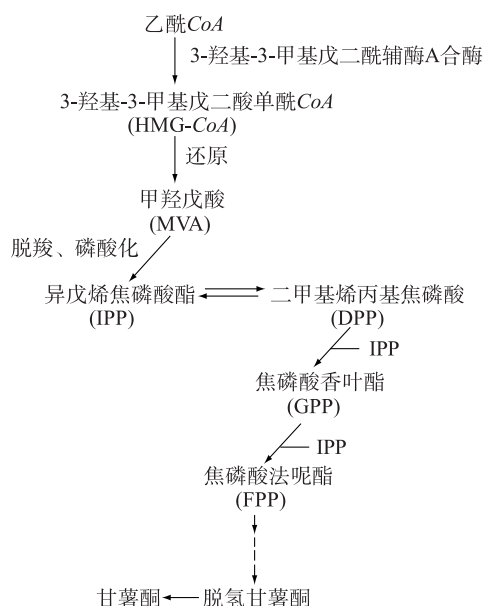 乙酰CoA
3-羟基-3-甲基戊二酰辅酶A合酶
3-羟基-3-甲基戊二酸单酰CoA
(HMG-CoA)
还原
甲羟戊酸
(MVA)
脱羧、磷酸化
异戊烯焦磷酸酯
二甲基烯丙基焦磷酸
(IPP)
(DPP)
IPP
焦磷酸香叶酯
(GPP)
IPP
焦磷酸法呢酯
(FPP)
甘薯酮
脱氢甘薯酮